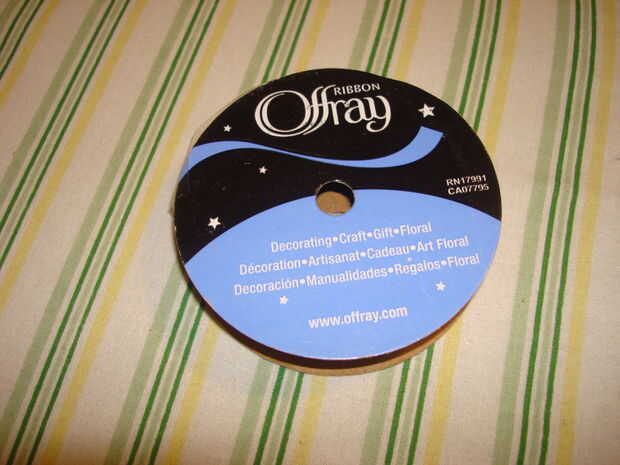 RIBBON
Offray
RN17991
CA07795
Decorating•Craft•Gift•Floral
Décoration•Artisanat•Cadeau•Art Floral
Decoración•Manualidades•Regalos•Floral
www.offray.com